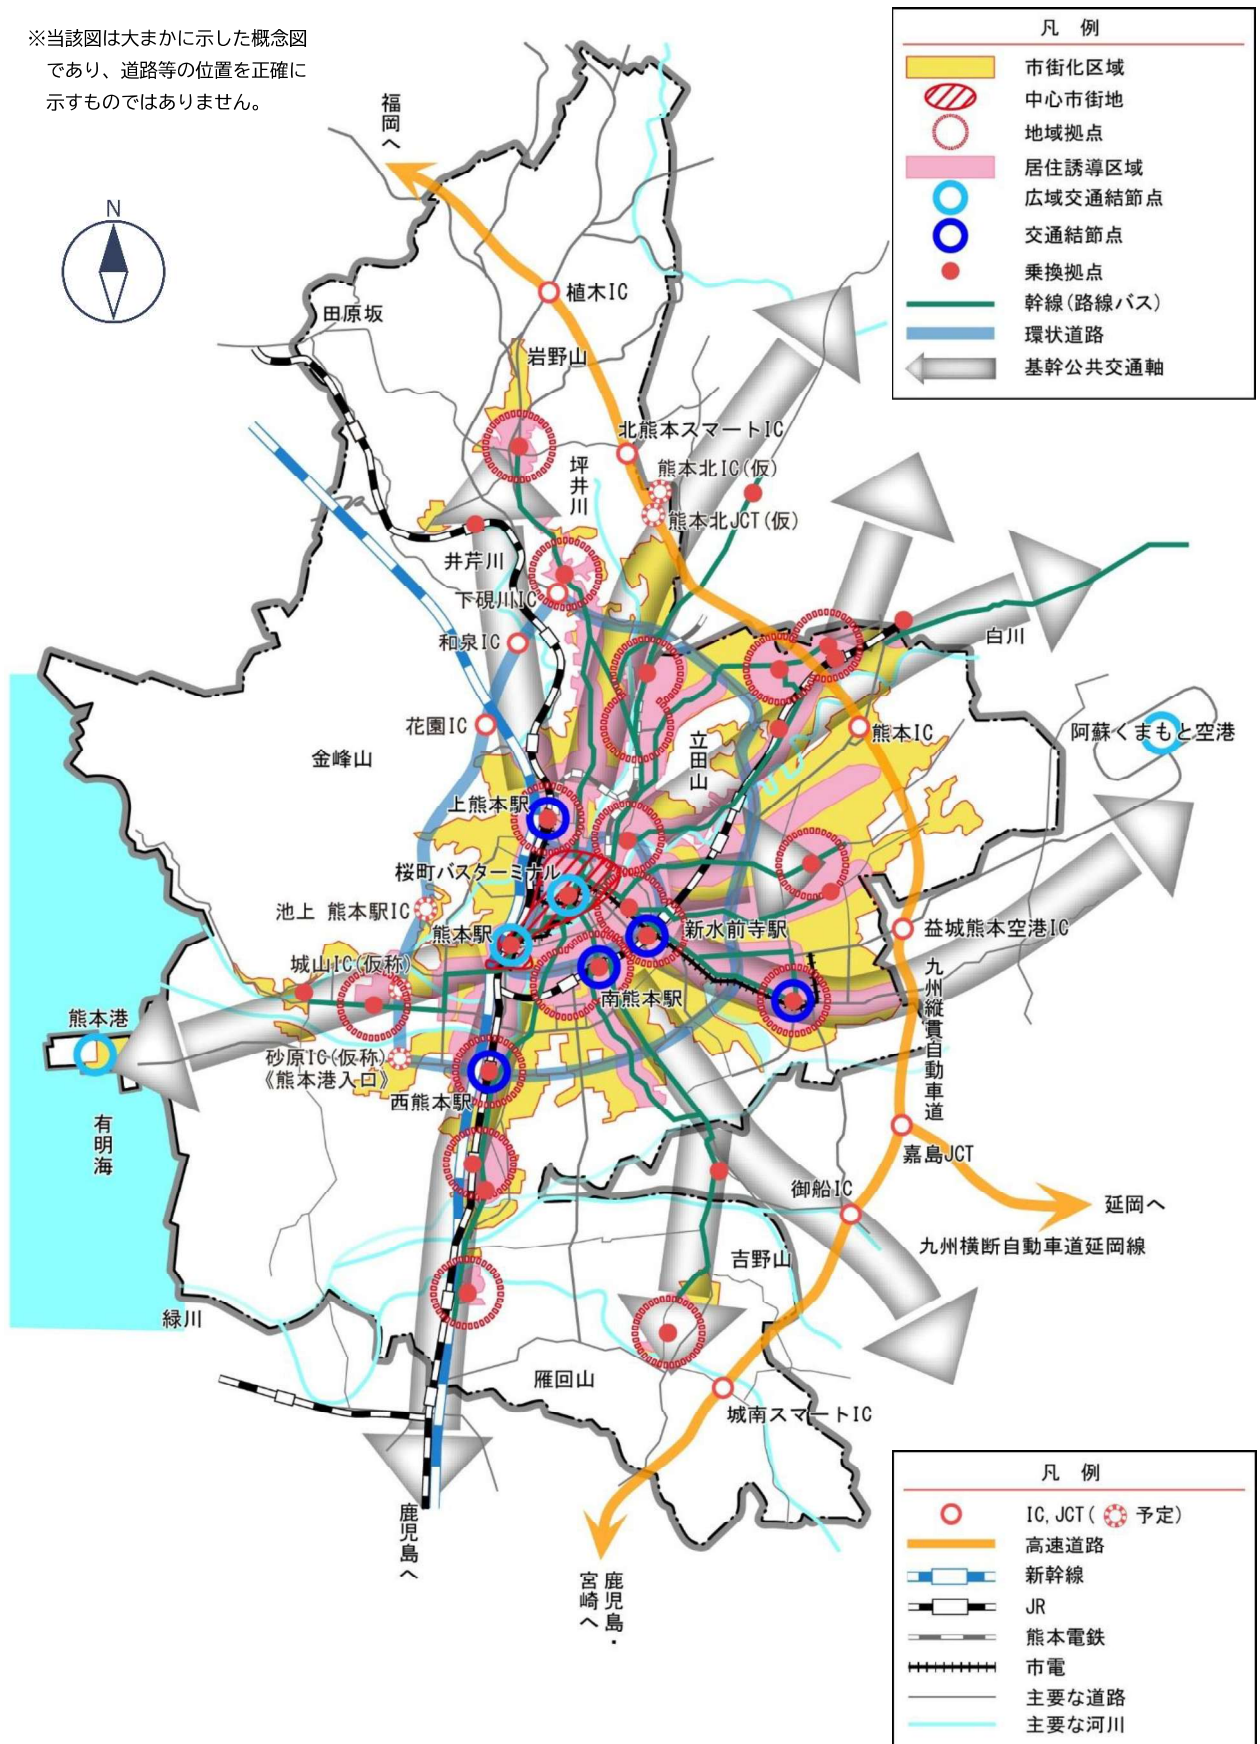 ※当該図は大まかに示した概念図
であり、道路等の位置を正確に
示すものではありません。
N
凡 例
市街化区域
中心市街地
地域拠点
居住誘導区域
広域交通結節点
交通結節点
乗換拠点
幹線(路線バス)
環状道路
基幹公共交通軸
福岡へ
植木IC
田原坂
岩野山
北熊本スマートIC
坪井川
熊本北IC(仮)
熊本北JCT(仮)
井芹川
下硯川IC
和泉IC
白川
花園IC
立田山
熊本IC
阿蘇くまもと空港
金峰山
上熊本駅
桜町バスターミナル
池上 熊本駅IC
熊本駅
新水前寺駅
益城熊本空港IC
城山IC(仮称)
南熊本駅
九州縦貫自動車道
熊本港
砂原IC(仮称)
《熊本港入口》
西熊本駅
有明海
嘉島JCT
御船IC
延岡へ
九州横断自動車道延岡線
吉野山
緑川
雁回山
城南スマートIC
鹿児島へ
鹿児島・
宮崎へ
凡 例
IC,JCT( 予定)
高速道路
新幹線
JR
熊本電鉄
市電
主要な道路
主要な河川